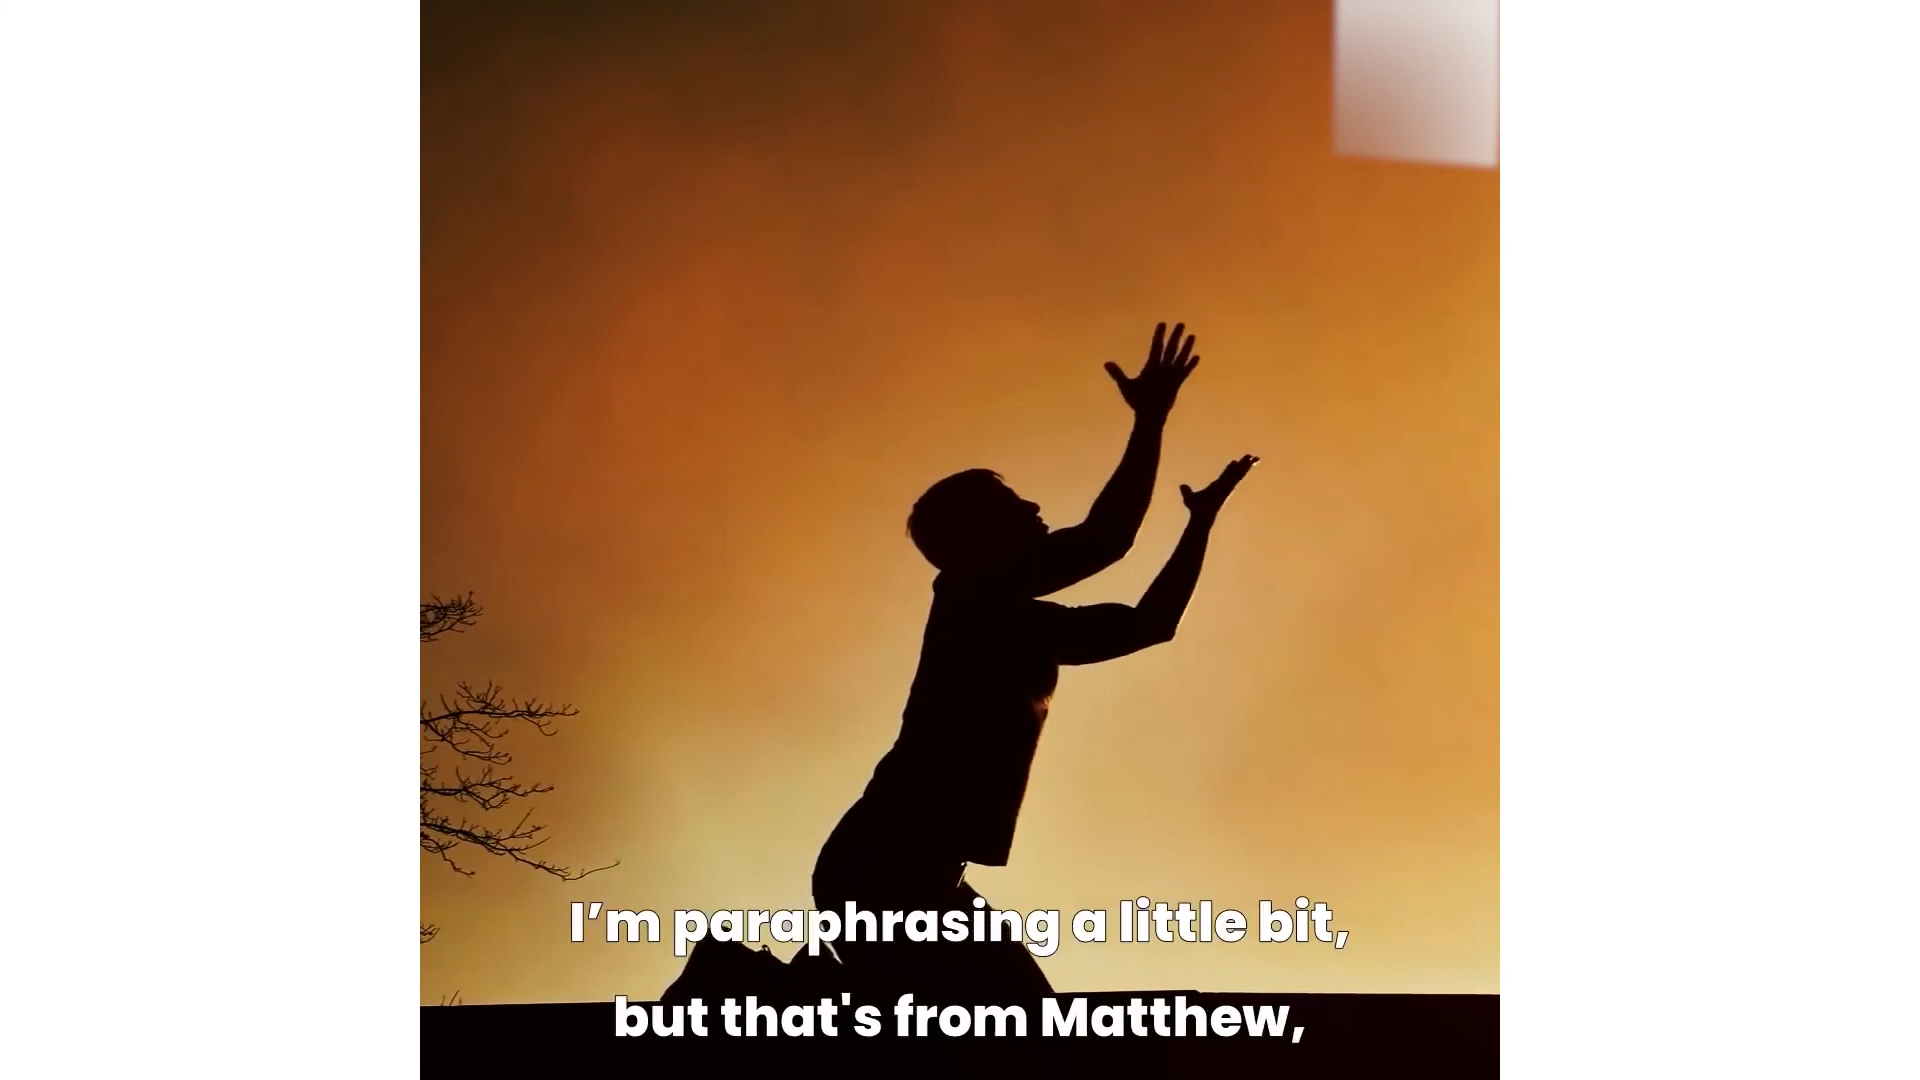 I’m paraphrasing a little bit,
but that's from Matthew,